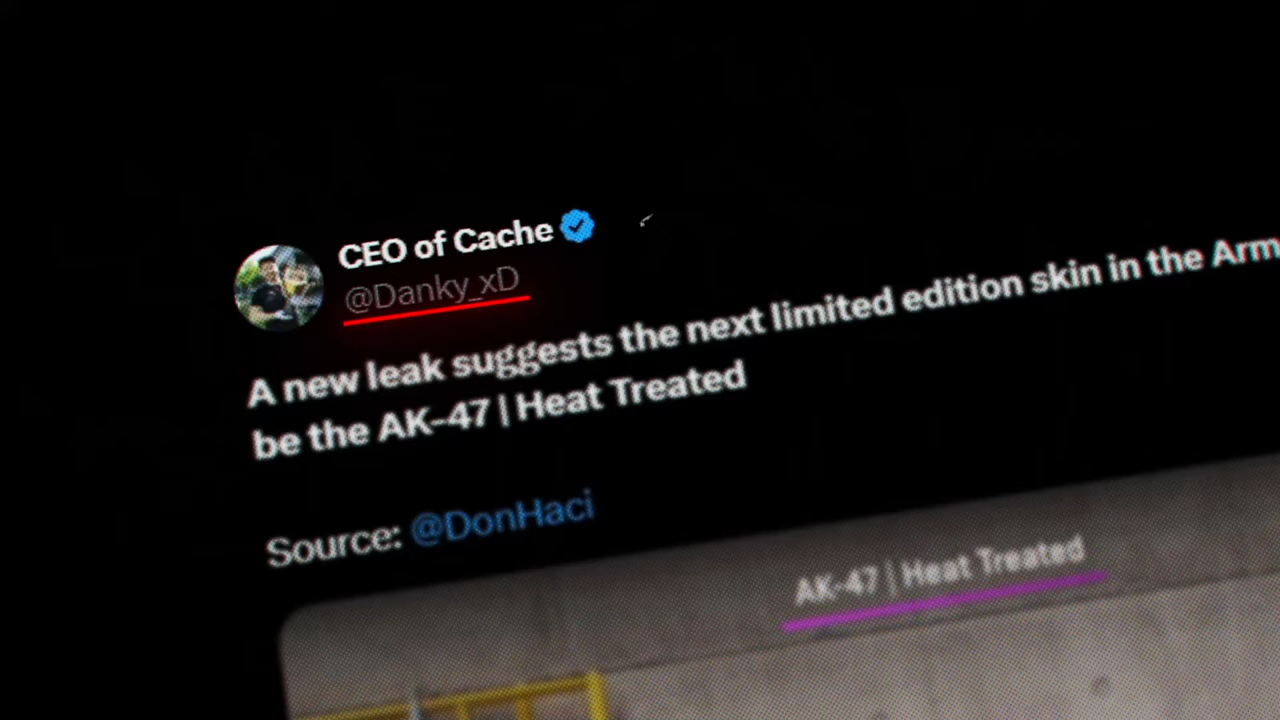 CEO of Cache
@Danky_xD
A new leak suggests the next limited edition skin in the
be the AK-47 | Heat Treated
Source: @DonHaci
AK-47 | Heat Treated